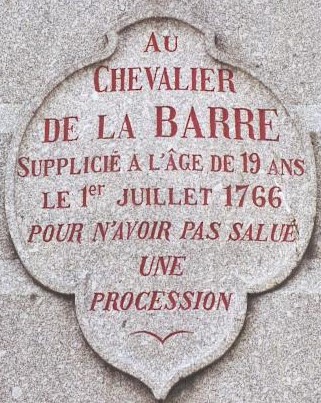 AU
CHEVALIER
DE LA BARRE
SUPPLICIÉ A L'ÂGE DE 19 ANS
LE 1er JUILLET 1766
POUR N'AVOIR PAS SALUÉ
UNE
PROCESSION